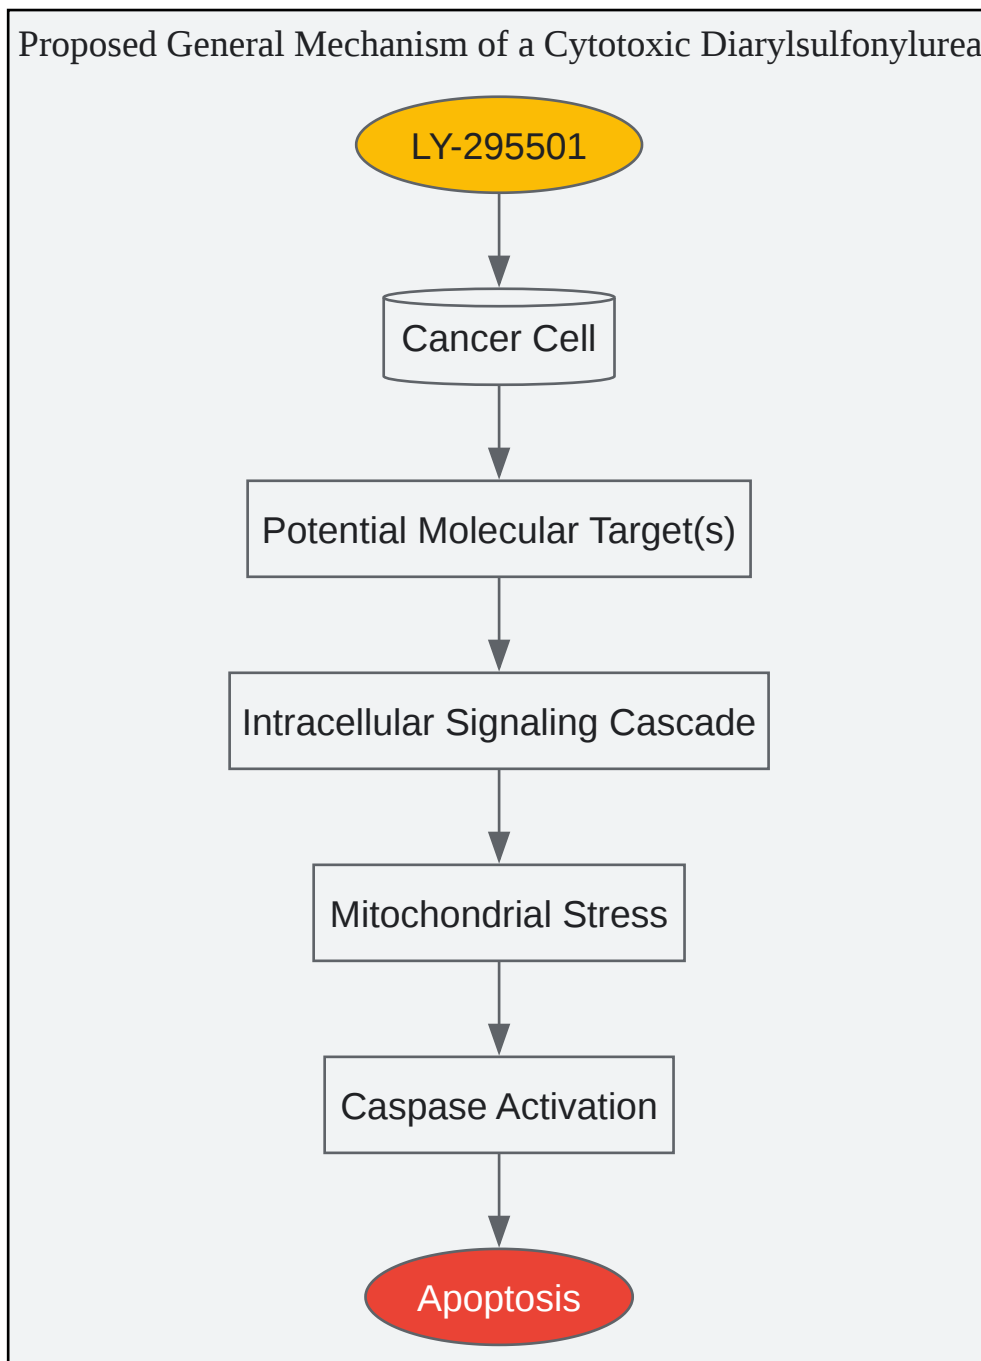 Proposed General Mechanism of a Cytotoxic Diarylsulfonylurea
LY-295501
Cancer Cell
Potential Molecular Target(s)
Intracellular Signaling Cascade
Mitochondrial Stress
Caspase Activation
Apoptosis